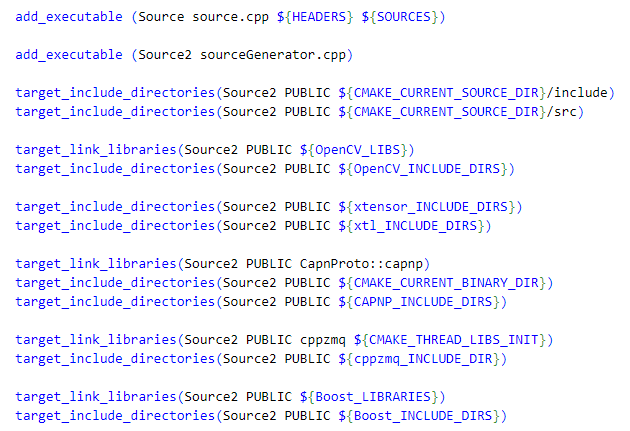 add_executable (Source source.cpp ${HEADERS} ${SOURCES})
add_executable (Source2 sourceGenerator.cpp)
target_include_directories(Source2 PUBLIC ${CMAKE_CURRENT_SOURCE_DIR}/include)
target_include_directories(Source2 PUBLIC ${CMAKE_CURRENT_SOURCE_DIR}/src)
target_link_libraries(Source2 PUBLIC ${OpenCV_LIBS})
target_include_directories(Source2 PUBLIC ${OpenCV_INCLUDE_DIRS})
target_include_directories(Source2 PUBLIC ${xtensor_INCLUDE_DIRS})
target_include_directories(Source2 PUBLIC ${xtl_INCLUDE_DIRS})
target_link_libraries(Source2 PUBLIC CapnProto::capnp)
target_include_directories(Source2 PUBLIC ${CMAKE_CURRENT_BINARY_DIR})
target_include_directories(Source2 PUBLIC ${CAPNP_INCLUDE_DIRS})
target_link_libraries(Source2 PUBLIC cppzmq ${CMAKE_THREAD_LIBS_INIT})
target_include_directories(Source2 PUBLIC ${cppzmq_INCLUDE_DIR})
target_link_libraries(Source2 PUBLIC ${Boost_LIBRARIES})
target_include_directories(Source2 PUBLIC ${Boost_INCLUDE_DIRS})